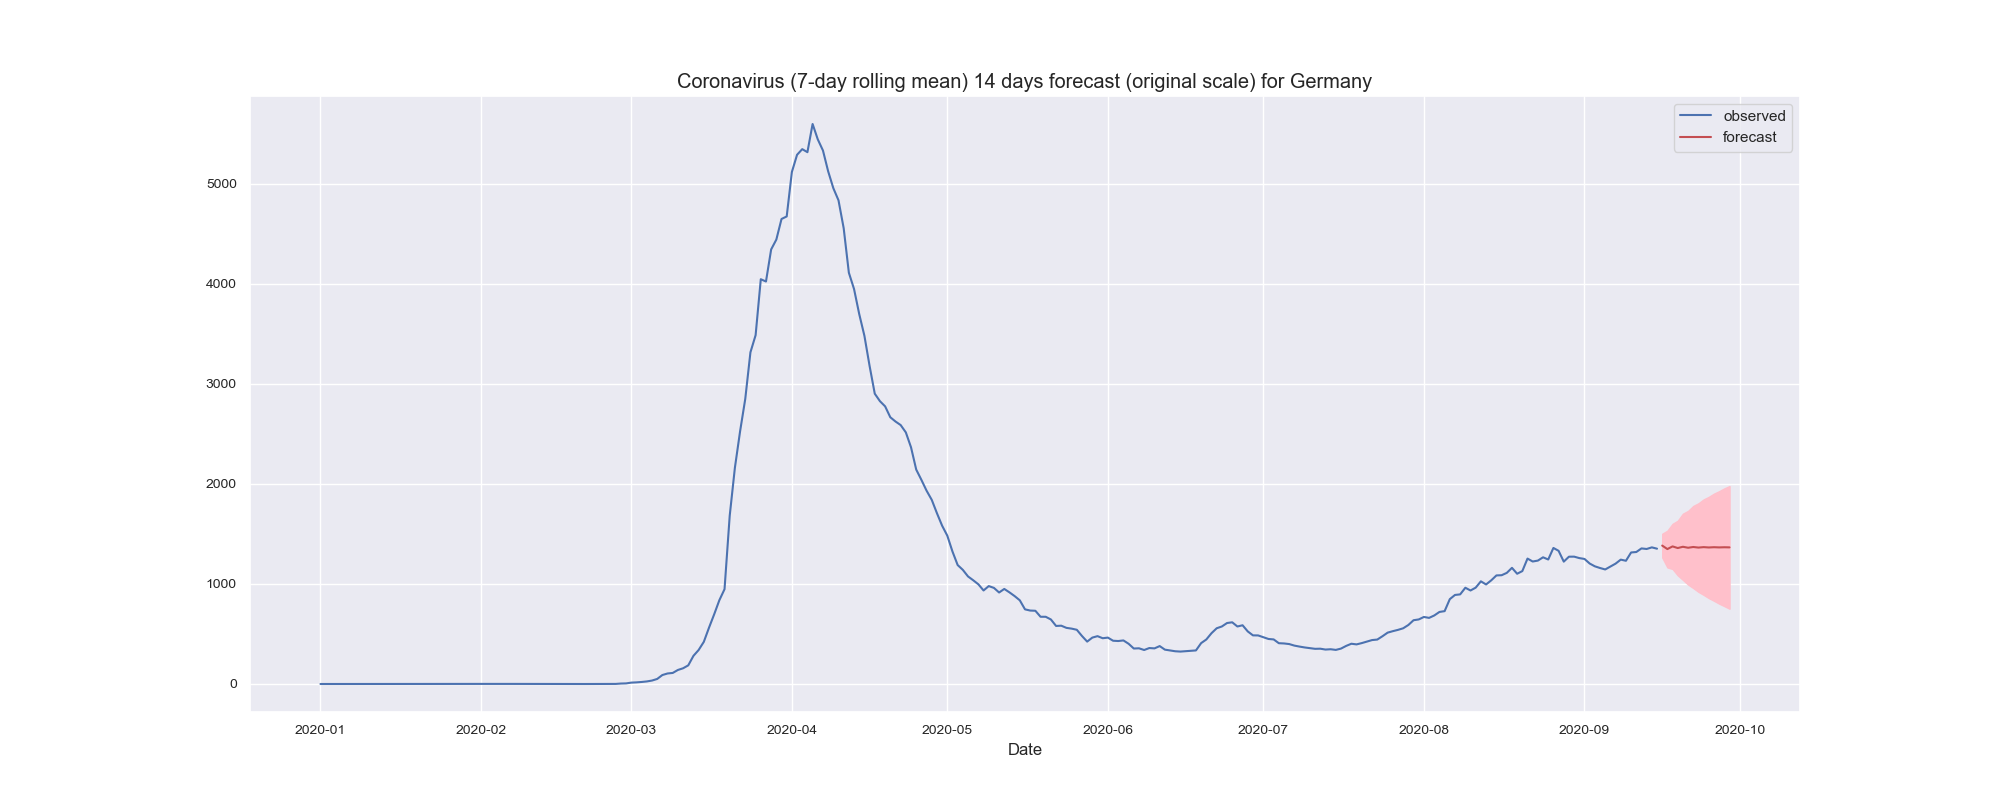 Coronavirus (7-day rolling mean) 14 days forecast (original scale) for Germany
observed
forecast
5000
4000
3000
2000
1000
0
2020-01 2020-02 2020-03 2020-04 2020-05 2020-06 2020-07 2020-08 2020-09 2020-10
Date